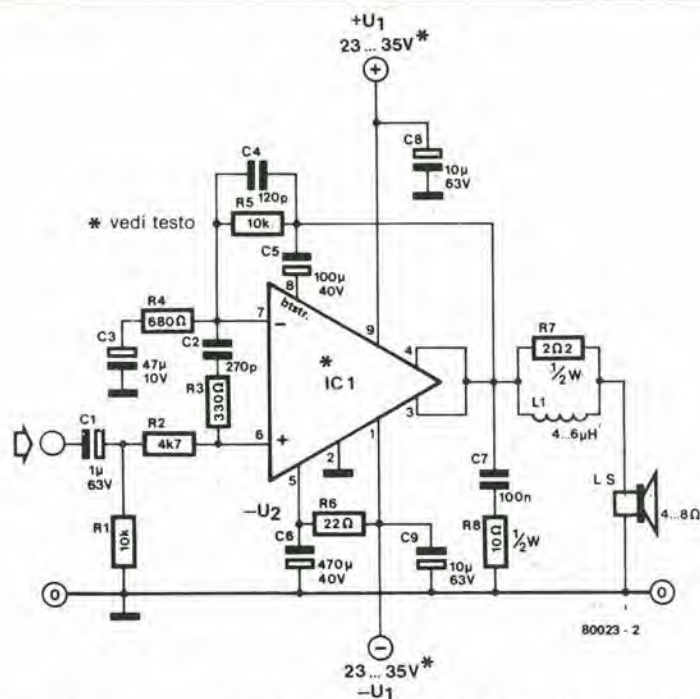 +U1
23 ... 35V*
C8
10µ
63V
C4
120p
R5
10k
* vedi testo
C5
100µ
40V
8
btstr.
R4
680Ω
7
−
9
C3
47µ
10V
C2
270p
R3
330Ω
*
IC1
4
3
R7
2Ω2
½W
L1
4...6µH
C1
1µ
63V
R2
4k7
6
+
5
2
1
−U2
R6
22Ω
C7
100n
LS
4...8Ω
R1
10k
C6
470µ
40V
C9
10µ
63V
R8
10Ω
½W
0
0
80023 - 2
23 ... 35V*
−U1